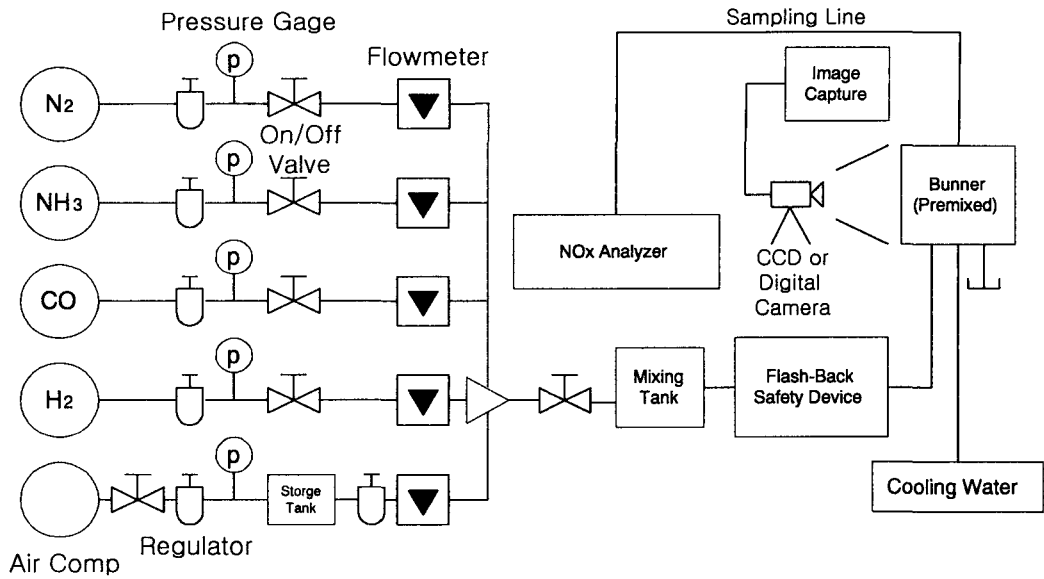 Sampling Line
Pressure Gage
Flowmeter
Image
Capture
p
N2
On/Off
Valve
p
NH3
Bunner
(Premixed)
NOx Analyzer
CCD or
Digital
Camera
p
CO
p
H2
Mixing
Tank
Flash-Back
Safety Device
p
Storge
Tank
Cooling Water
Regulator
Air Comp